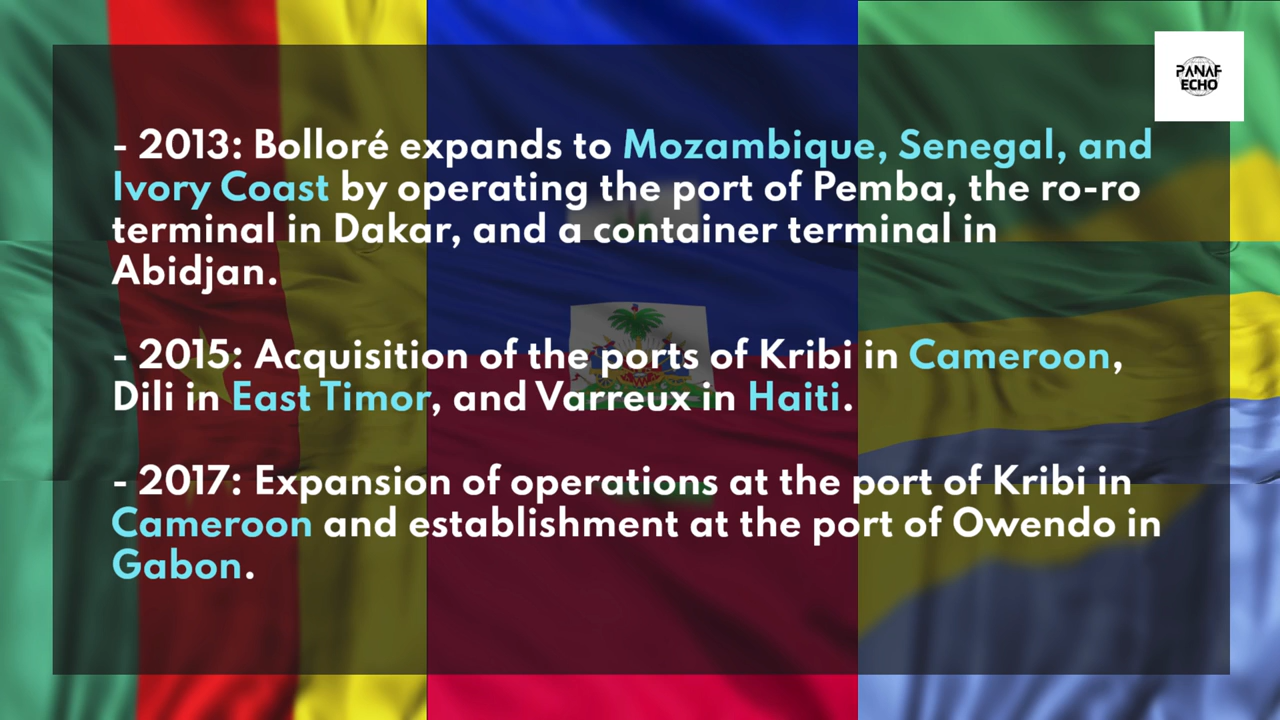 PANAF
ECHO
- 2013: Bolloré expands to Mozambique, Senegal, and
Ivory Coast by operating the port of Pemba, the ro-ro
terminal in Dakar, and a container terminal in
Abidjan.
- 2015: Acquisition of the ports of Kribi in Cameroon,
Dili in East Timor, and Varreux in Haiti.
- 2017: Expansion of operations at the port of Kribi in
Cameroon and establishment at the port of Owendo in
Gabon.